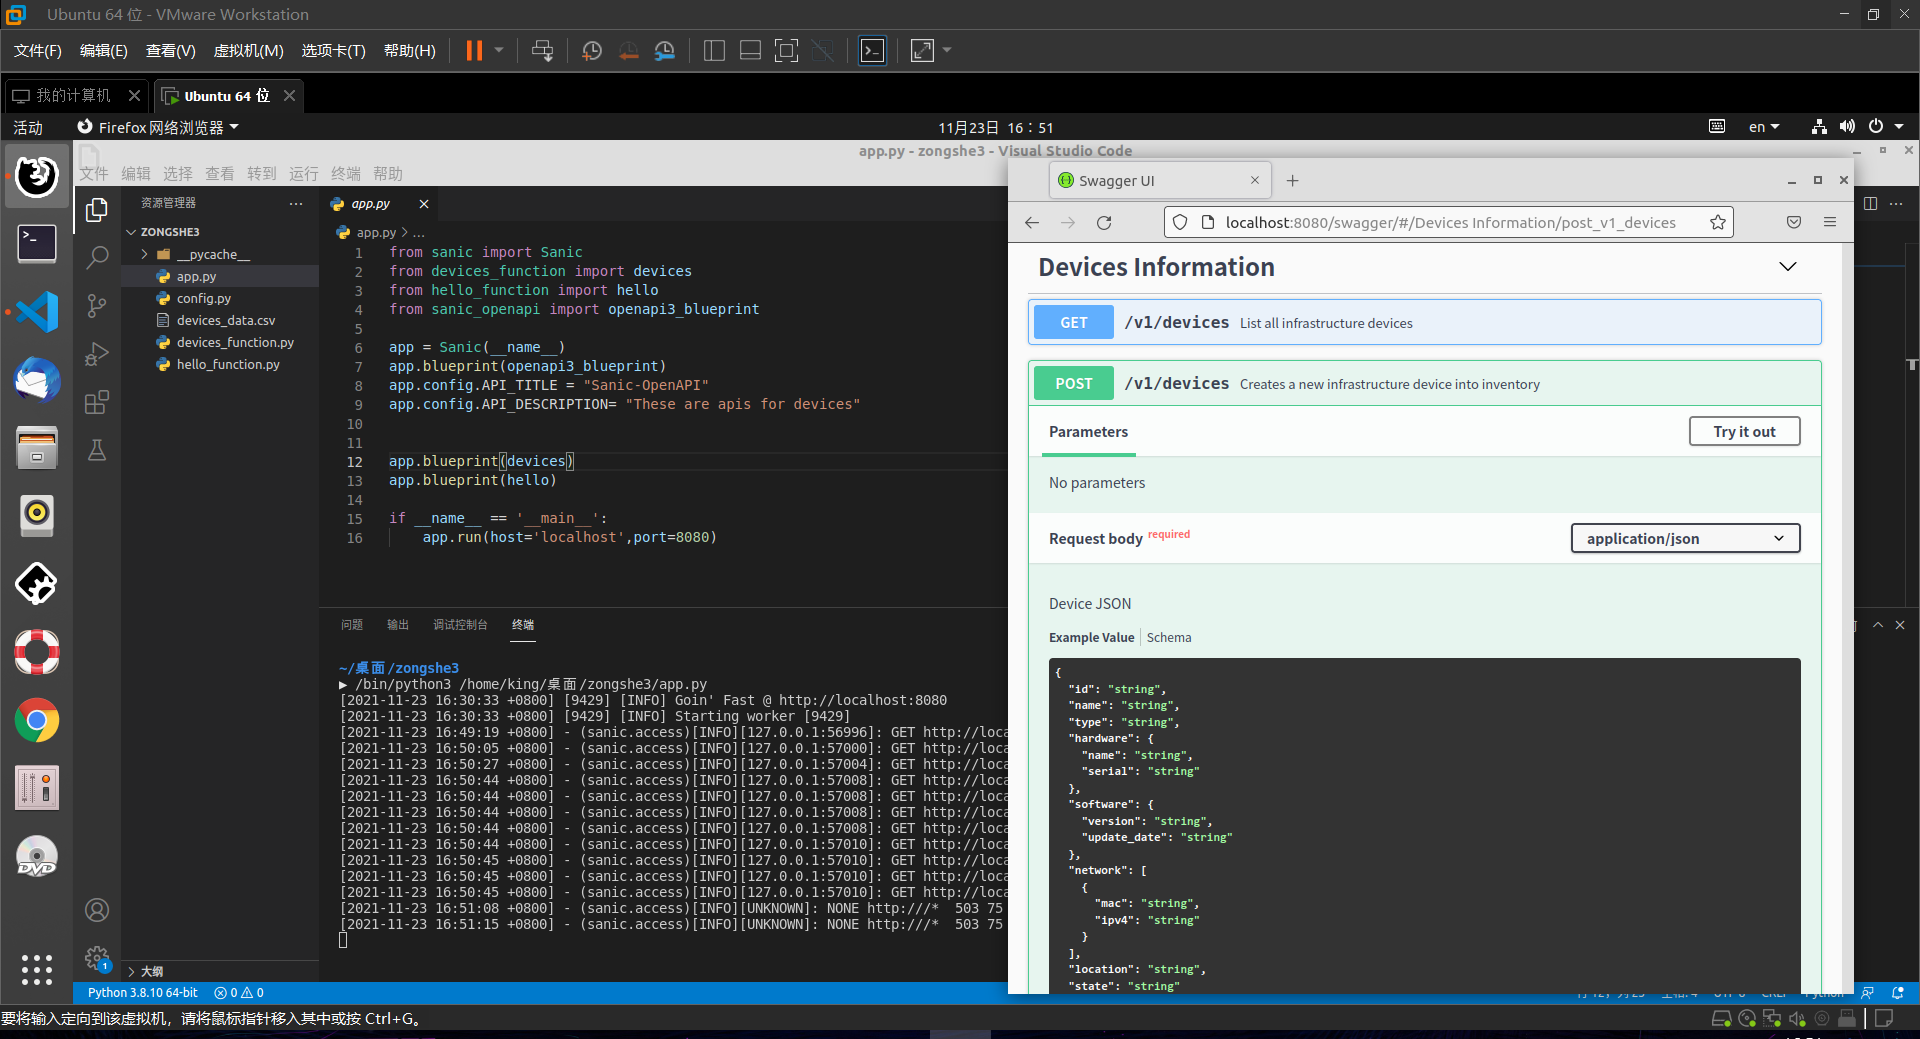 Ubuntu 64 位 - VMware Workstation
文件(F) 编辑(E) 查看(V) 虚拟机(M) 选项卡(T) 帮助(H)
我的计算机 Ubuntu 64 位
活动 Firefox 网络浏览器 11月23日 16：51 en
app.py - zongshe3 - Visual Studio Code
文件 编辑 选择 查看 转到 运行 终端 帮助
资源管理器
ZONGSHE3
__pycache__
app.py
config.py
devices_data.csv
devices_function.py
hello_function.py
大纲
app.py
app.py > ...
1 from sanic import Sanic
2 from devices_function import devices
3 from hello_function import hello
4 from sanic_openapi import openapi3_blueprint
5
6 app = Sanic(__name__)
7 app.blueprint(openapi3_blueprint)
8 app.config.API_TITLE = "Sanic-OpenAPI"
9 app.config.API_DESCRIPTION= "These are apis for devices"
10
11
12 app.blueprint(devices)
13 app.blueprint(hello)
14
15 if __name__ == '__main__':
16 app.run(host='localhost',port=8080)
问题 输出 调试控制台 终端
~/桌面/zongshe3
▶ /bin/python3 /home/king/桌面/zongshe3/app.py
[2021-11-23 16:30:33 +0800] [9429] [INFO] Goin' Fast @ http://localhost:8080
[2021-11-23 16:30:33 +0800] [9429] [INFO] Starting worker [9429]
[2021-11-23 16:49:19 +0800] - (sanic.access)[INFO][127.0.0.1:56996]: GET http://loca
[2021-11-23 16:50:05 +0800] - (sanic.access)[INFO][127.0.0.1:57000]: GET http://loca
[2021-11-23 16:50:27 +0800] - (sanic.access)[INFO][127.0.0.1:57004]: GET http://loca
[2021-11-23 16:50:44 +0800] - (sanic.access)[INFO][127.0.0.1:57008]: GET http://loca
[2021-11-23 16:50:44 +0800] - (sanic.access)[INFO][127.0.0.1:57008]: GET http://loca
[2021-11-23 16:50:44 +0800] - (sanic.access)[INFO][127.0.0.1:57008]: GET http://loca
[2021-11-23 16:50:44 +0800] - (sanic.access)[INFO][127.0.0.1:57008]: GET http://loca
[2021-11-23 16:50:44 +0800] - (sanic.access)[INFO][127.0.0.1:57010]: GET http://loca
[2021-11-23 16:50:45 +0800] - (sanic.access)[INFO][127.0.0.1:57010]: GET http://loca
[2021-11-23 16:50:45 +0800] - (sanic.access)[INFO][127.0.0.1:57010]: GET http://loca
[2021-11-23 16:50:45 +0800] - (sanic.access)[INFO][127.0.0.1:57010]: GET http://loca
[2021-11-23 16:51:08 +0800] - (sanic.access)[INFO][UNKNOWN]: NONE http:///* 503 75
[2021-11-23 16:51:15 +0800] - (sanic.access)[INFO][UNKNOWN]: NONE http:///* 503 75
Swagger UI
localhost:8080/swagger/#/Devices Information/post_v1_devices
Devices Information
GET /v1/devices List all infrastructure devices
POST /v1/devices Creates a new infrastructure device into inventory
Parameters Try it out
No parameters
Request body required application/json
Device JSON
Example Value Schema
{
"id": "string",
"name": "string",
"type": "string",
"hardware": {
"name": "string",
"serial": "string"
},
"software": {
"version": "string",
"update_date": "string"
},
"network": [
{
"mac": "string",
"ipv4": "string"
}
],
"location": "string",
"state": "string"
DVD
1
Python 3.8.10 64-bit 0 0
要将输入定向到该虚拟机，请将鼠标指针移入其中或按 Ctrl+G。